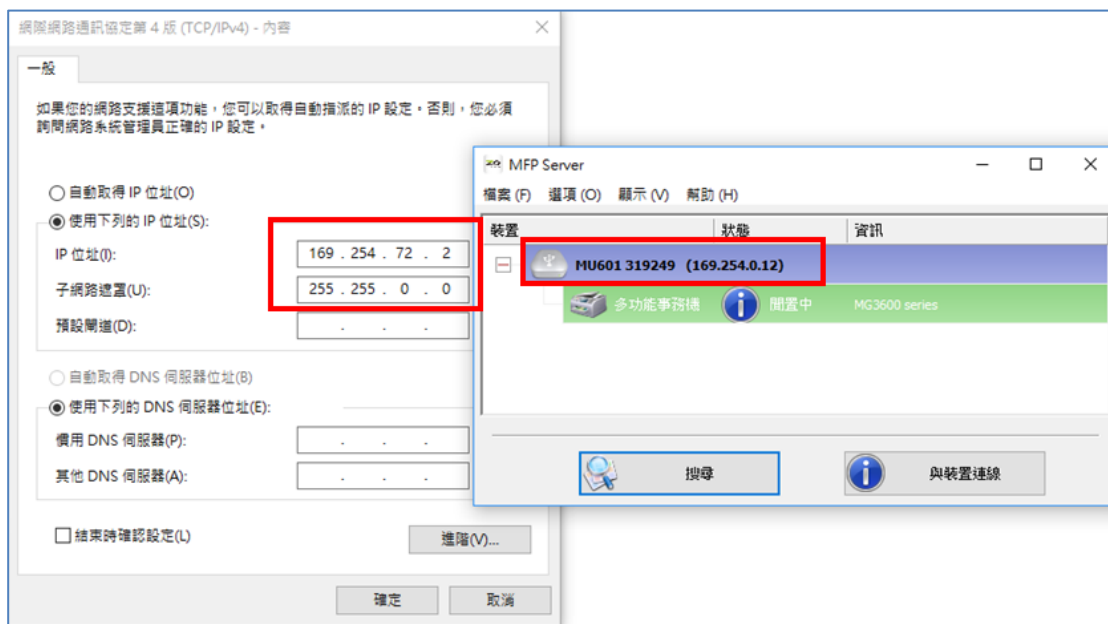 網際網路通訊協定第 4 版 (TCP/IPv4) - 內容
一般
如果您的網路支援這項功能，您可以取得自動指派的 IP 設定。否則，您必須
詢問網路系統管理員正確的 IP 設定。
自動取得 IP 位址(O)
使用下列的 IP 位址(S):
IP 位址(I):
169 . 254 . 72 . 2
子網路遮罩(U):
255 . 255 . 0 . 0
預設閘道(D):
. . .
自動取得 DNS 伺服器位址(B)
使用下列的 DNS 伺服器位址(E):
慣用 DNS 伺服器(P):
. . .
其他 DNS 伺服器(A):
. . .
結束時確認設定(L)
進階(V)...
確定
取消
MFP Server
檔案 (F) 選項 (O) 顯示 (V) 幫助 (H)
裝置 狀態 資訊
MU601 319249 (169.254.0.12)
多功能事務機 閒置中 MG3600 series
搜尋
與裝置連線